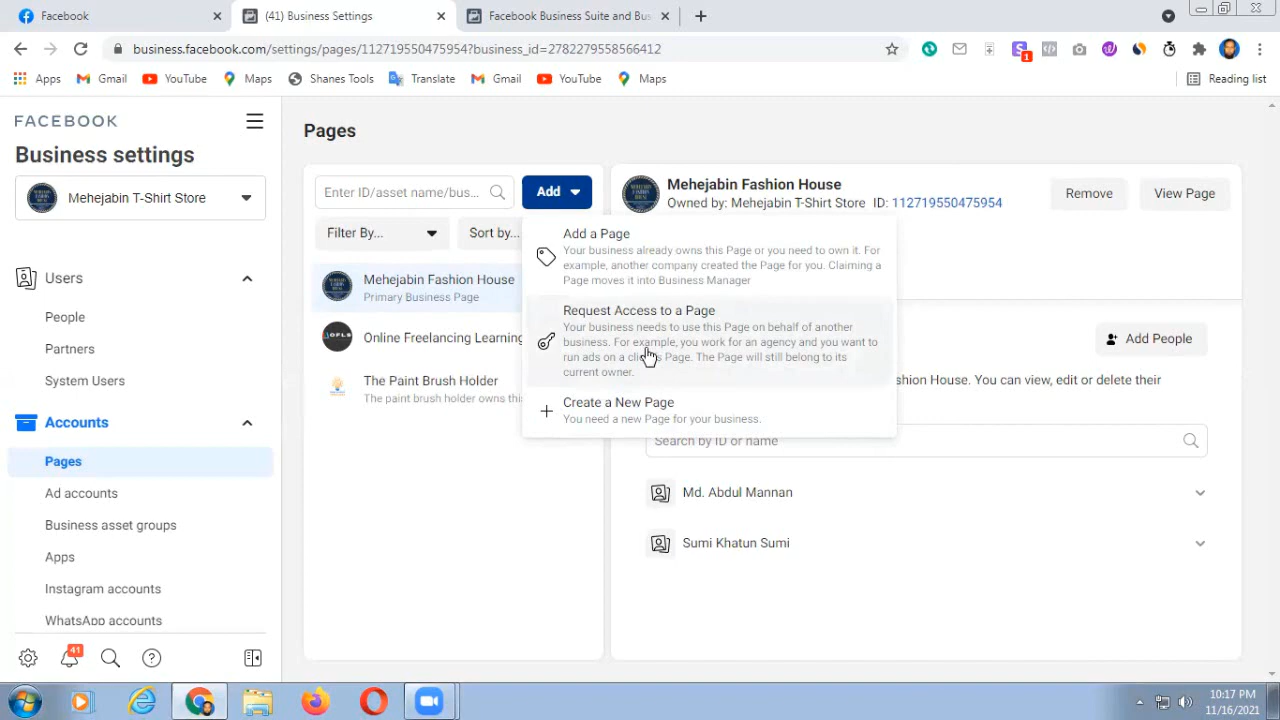 Facebook
(41) Business Settings
Facebook Business Suite and Bus
business.facebook.com/settings/pages/112719550475954?business_id=2782279558566412
1
Apps
Gmail
YouTube
Maps
Shanes Tools
Translate
Gmail
YouTube
Maps
Reading list
FACEBOOK
Business settings
Mehejabin T-Shirt Store
Users
People
Partners
System Users
Accounts
Pages
Ad accounts
Business asset groups
Apps
Instagram accounts
WhatsApp accounts
41
Pages
Enter ID/asset name/bus...
Add
Filter By...
Sort by...
Mehejabin Fashion House
Primary Business Page
OFLS
Online Freelancing Learning
The Paint Brush Holder
The paint brush holder owns this
Add a Page
Your business already owns this Page or you need to own it. For
example, another company created the Page for you. Claiming a
Page moves it into Business Manager
Request Access to a Page
Your business needs to use this Page on behalf of another
business. For example, you work for an agency and you want to
run ads on a client's Page. The Page will still belong to its
current owner.
Create a New Page
You need a new Page for your business.
Mehejabin Fashion House
Owned by: Mehejabin T-Shirt Store ID: 112719550475954
Remove
View Page
Add People
shion House. You can view, edit or delete their
Search by ID or name
Md. Abdul Mannan
Sumi Khatun Sumi
10:17 PM
11/16/2021